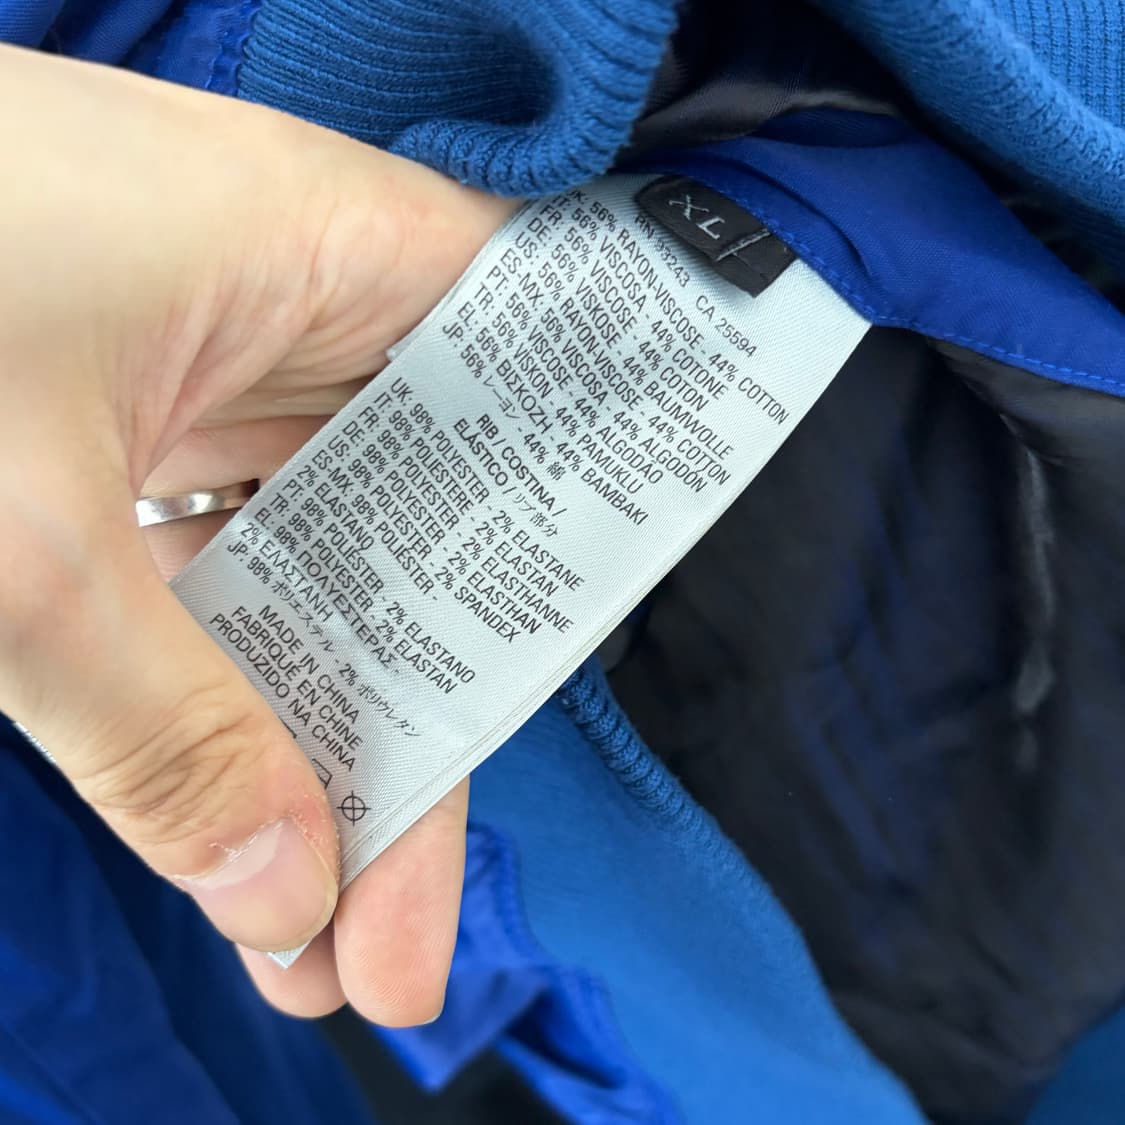 XL
RN 93243 CA 25594
UK: 56% RAYON-VISCOSE - 44% COTTON
IT: 56% VISCOSA - 44% COTONE
FR: 56% VISCOSE - 44% COTON
DE: 56% VISKOSE - 44% BAUMWOLLE
US: 56% RAYON-VISCOSE - 44% COTTON
ES-MX: 56% VISCOSA - 44% ALGODÓN
PT: 56% VISCOSE - 44% ALGODÃO
TR: 56% VISKON - 44% PAMUKLU
EL: 56% ΒΙΣΚΟΖΗ - 44% ΒΑΜΒΑΚΙ
JP: 56% レーヨン - 44% 綿
RIB / COSTINA /
ELÁSTICO / リブ部分
UK: 98% POLYESTER - 2% ELASTANE
IT: 98% POLIESTERE - 2% ELASTAN
FR: 98% POLYESTER - 2% ELASTHANNE
DE: 98% POLYESTER - 2% ELASTHAN
US: 98% POLYESTER - 2% SPANDEX
ES-MX: 98% POLIÉSTER -
2% ELASTANO
PT: 98% POLIÉSTER - 2% ELASTANO
TR: 98% POLYESTER - 2% ELASTAN
EL: 98% ΠΟΛΥΕΣΤΕΡΑΣ -
2% ΕΛΑΣΤΑΝΗ
JP: 98% ポリエステル - 2% ポリウレタン
MADE IN CHINA
FABRIQUÉ EN CHINE
PRODUZIDO NA CHINA